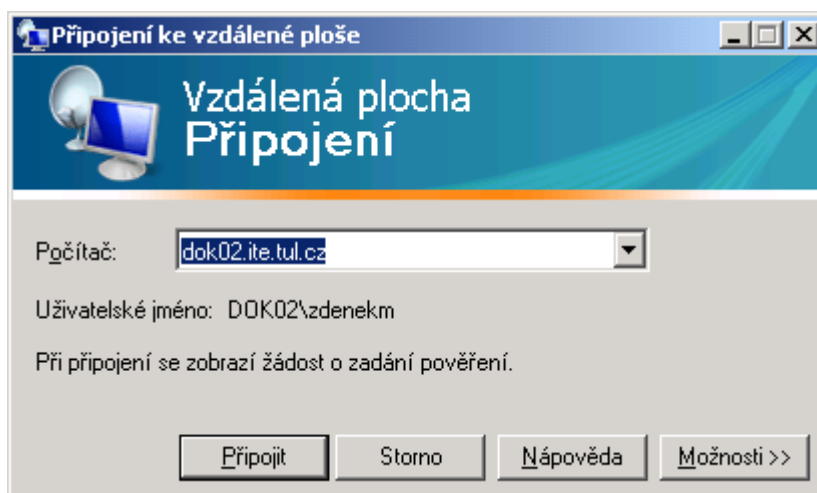 Připojení ke vzdálené ploše
Vzdálená plocha
Připojení
Počítač: dok02.ite.tul.cz
Uživatelské jméno: DOK02\zdenekm
Při připojení se zobrazí žádost o zadání pověření.
Připojit Storno Nápověda Možnosti >>